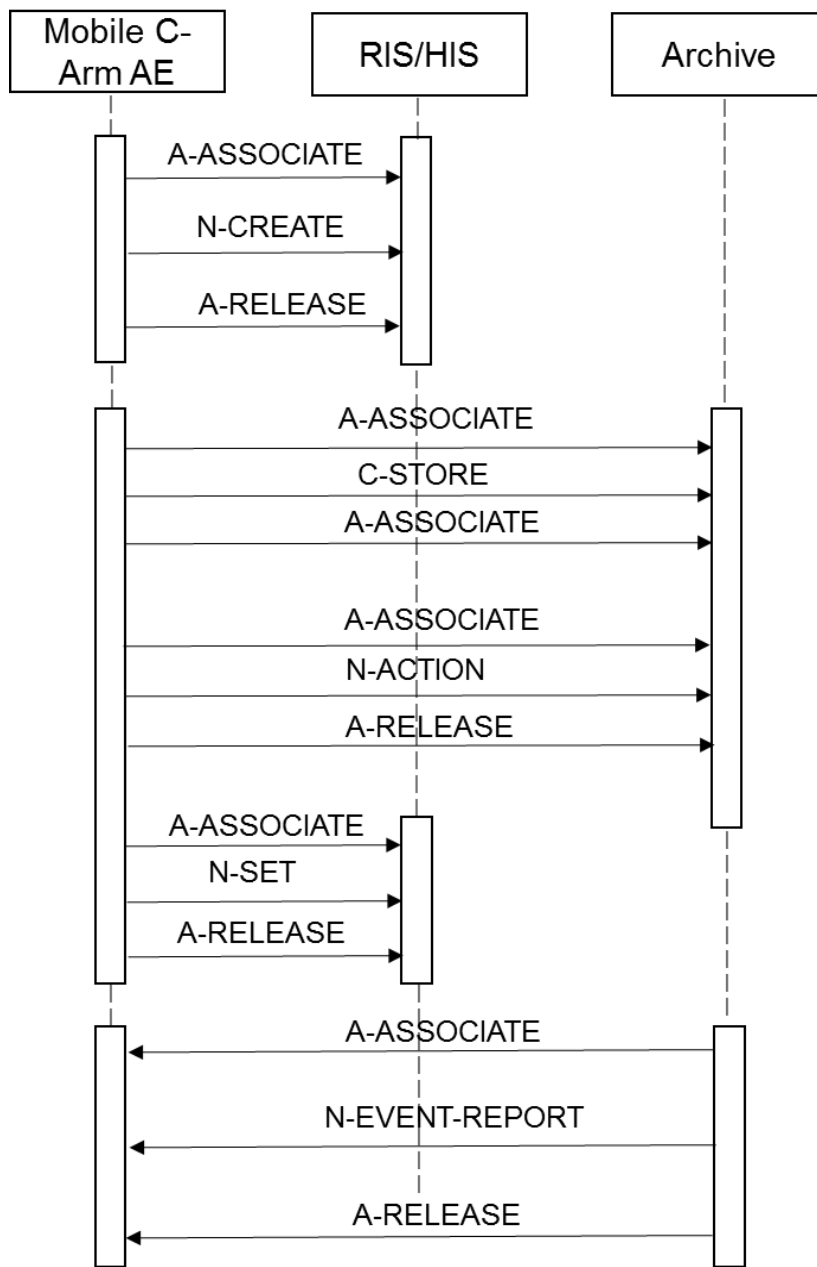 Mobile C-
Arm AE
RIS/HIS
Archive
A-ASSOCIATE
N-CREATE
A-RELEASE
A-ASSOCIATE
C-STORE
A-ASSOCIATE
A-ASSOCIATE
N-ACTION
A-RELEASE
A-ASSOCIATE
N-SET
A-RELEASE
A-ASSOCIATE
N-EVENT-REPORT
A-RELEASE